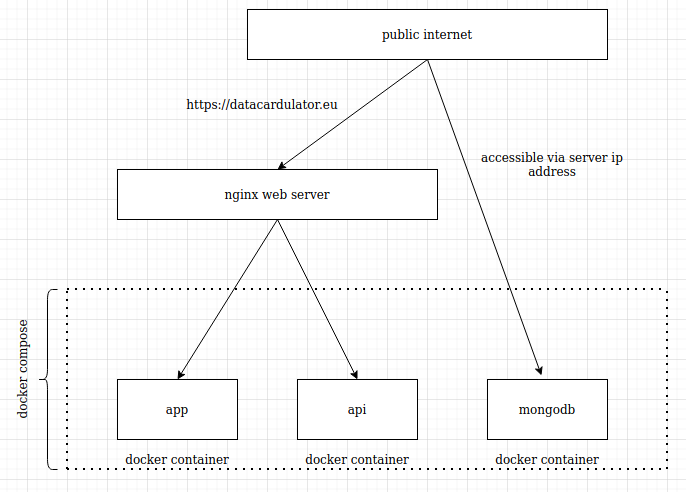 public internet
https://datacardulator.eu
accessible via server ip
address
nginx web server
docker compose
app
api
mongodb
docker container
docker container
docker container